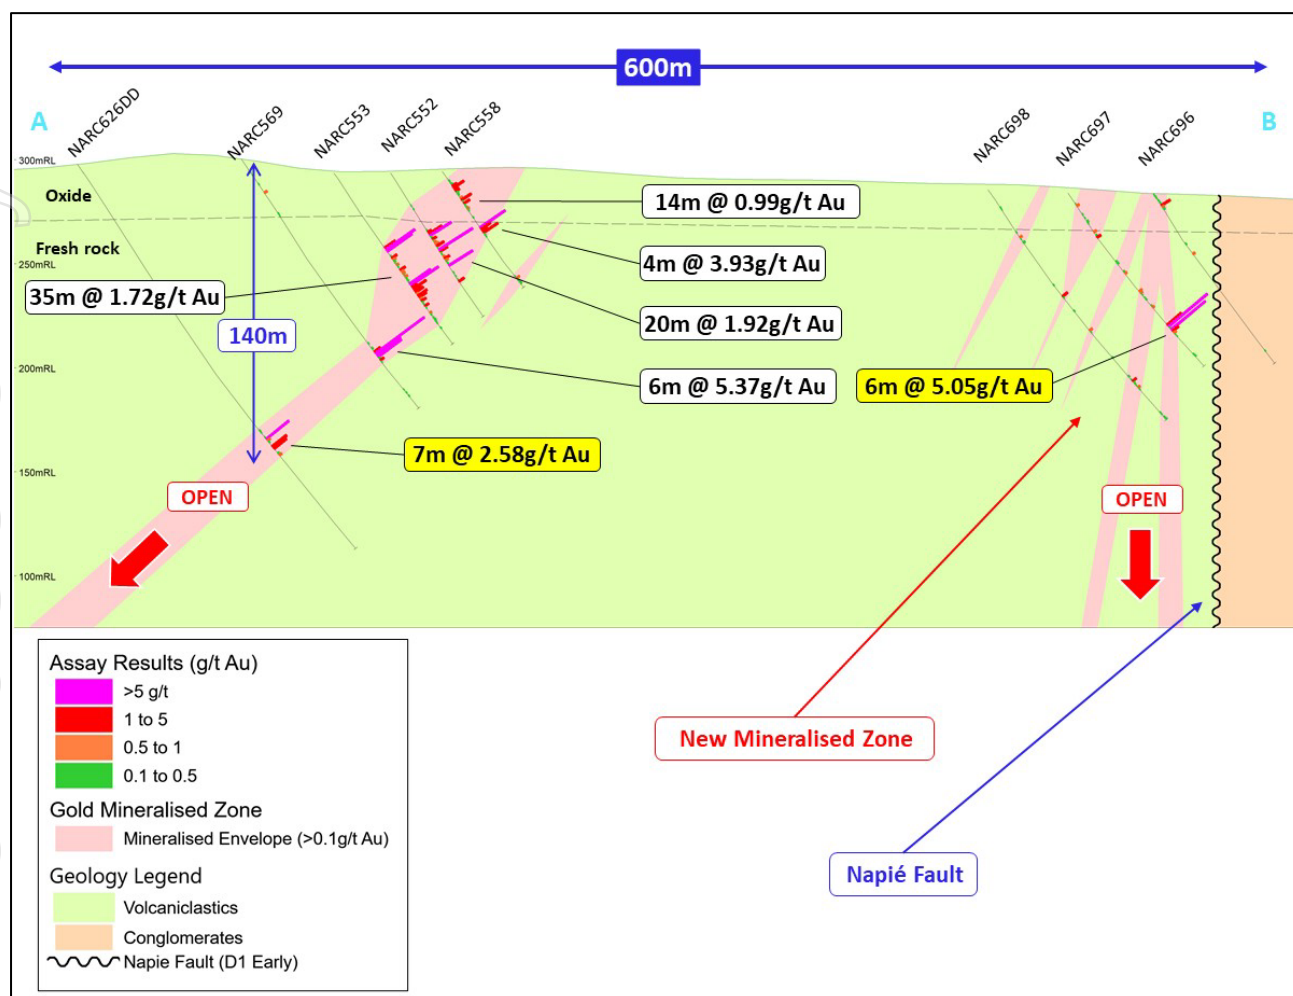 600m
A
NARC626DD
NARC569
NARC553
NARC552
NARC558
NARC698
NARC697
NARC696
B
300mRL
Oxide
14m @ 0.99g/t Au
Fresh rock
250mRL
4m @ 3.93g/t Au
35m @ 1.72g/t Au
20m @ 1.92g/t Au
140m
200mRL
6m @ 5.37g/t Au
6m @ 5.05g/t Au
7m @ 2.58g/t Au
150mRL
OPEN
OPEN
100mRL
Assay Results (g/t Au)
>5 g/t
1 to 5
0.5 to 1
0.1 to 0.5
Gold Mineralised Zone
Mineralised Envelope (>0.1g/t Au)
Geology Legend
Volcaniclastics
Conglomerates
Napie Fault (D1 Early)
New Mineralised Zone
Napié Fault